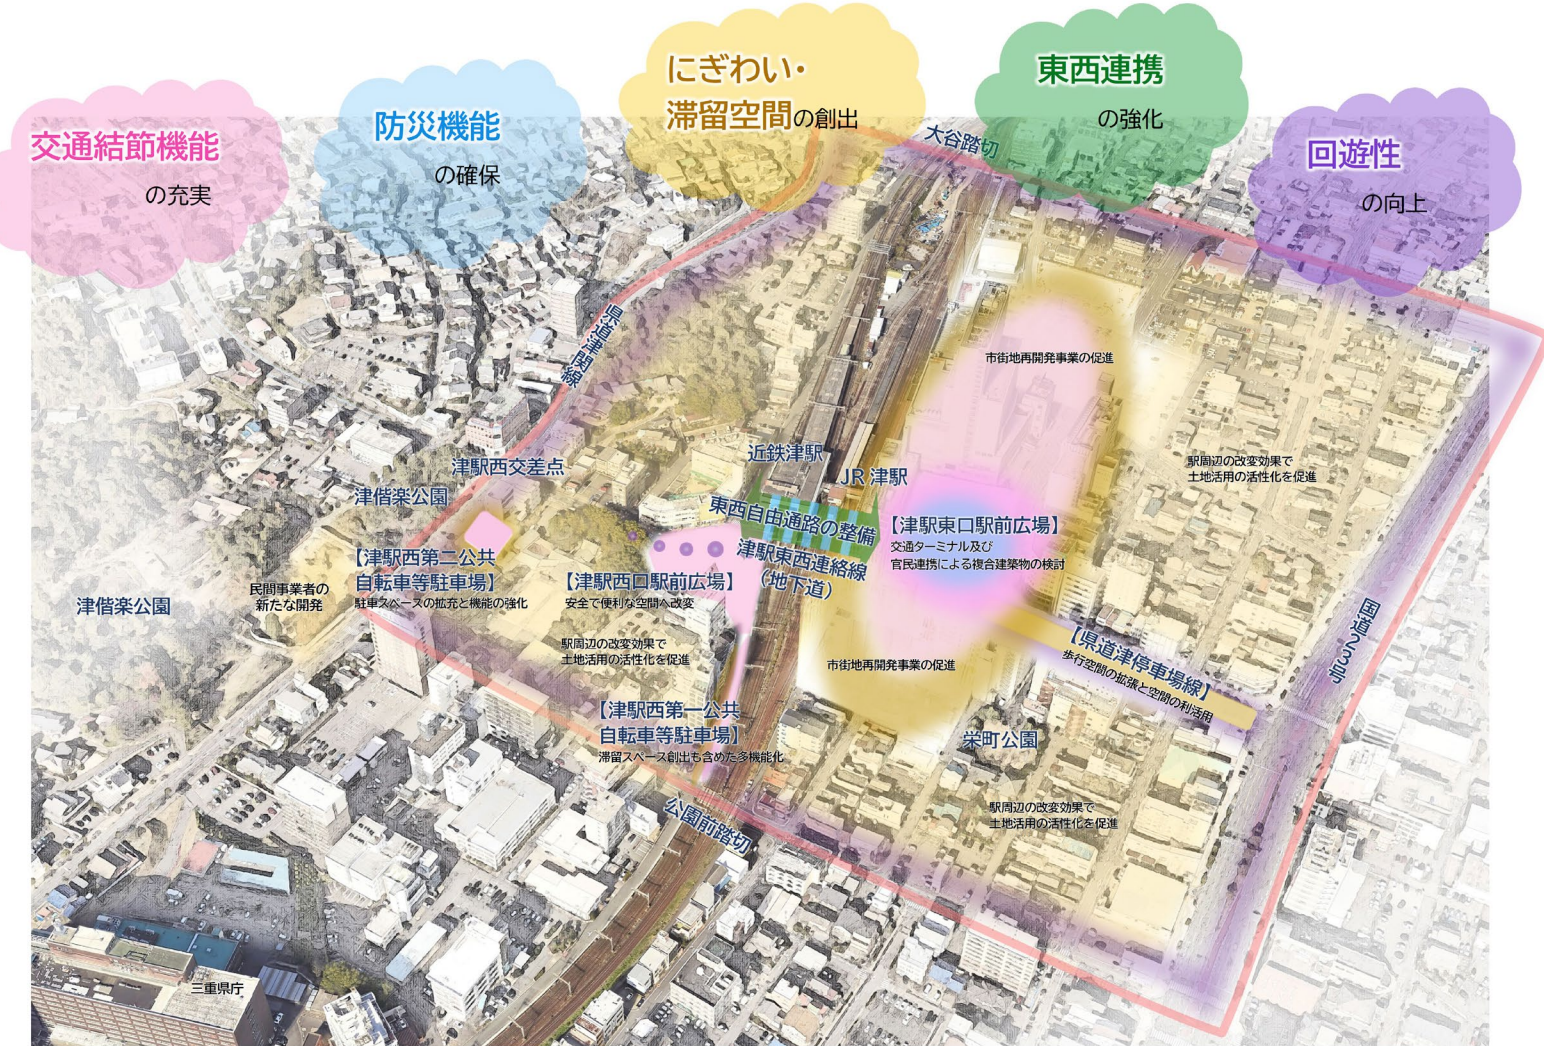 交通結節機能
の充実
防災機能
の確保
にぎわい・
滞留空間の創出
東西連携
の強化
回遊性
の向上
大谷踏切
県道津関線
市街地再開発事業の促進
近鉄津駅
JR 津駅
津駅西交差点
津偕楽公園
駅周辺の改変効果で
土地活用の活性化を促進
東西自由通路の整備
津駅東西連絡線
（地下道）
【津駅東口駅前広場】
交通ターミナル及び
官民連携による複合建築物の検討
【津駅西第二公共
自転車等駐車場】
駐車スペースの拡充と機能の強化
【津駅西口駅前広場】
安全で便利な空間へ改変
民間事業者の
新たな開発
津偕楽公園
国道23号
【県道津停車場線】
歩行空間の拡張と空間の利活用
駅周辺の改変効果で
土地活用の活性化を促進
市街地再開発事業の促進
【津駅西第一公共
自転車等駐車場】
滞留スペース創出も含めた多機能化
栄町公園
公園前踏切
駅周辺の改変効果で
土地活用の活性化を促進
三重県庁